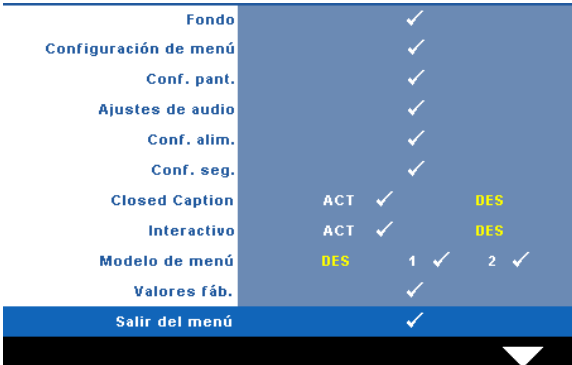 Fondo ✓
Configuración de menú ✓
Conf. pant. ✓
Ajustes de audio ✓
Conf. alim. ✓
Conf. seg. ✓
Closed Caption ACT ✓ DES
Interactivo ACT ✓ DES
Modelo de menú DES 1 ✓ 2 ✓
Valores fáb. ✓
Salir del menú ✓